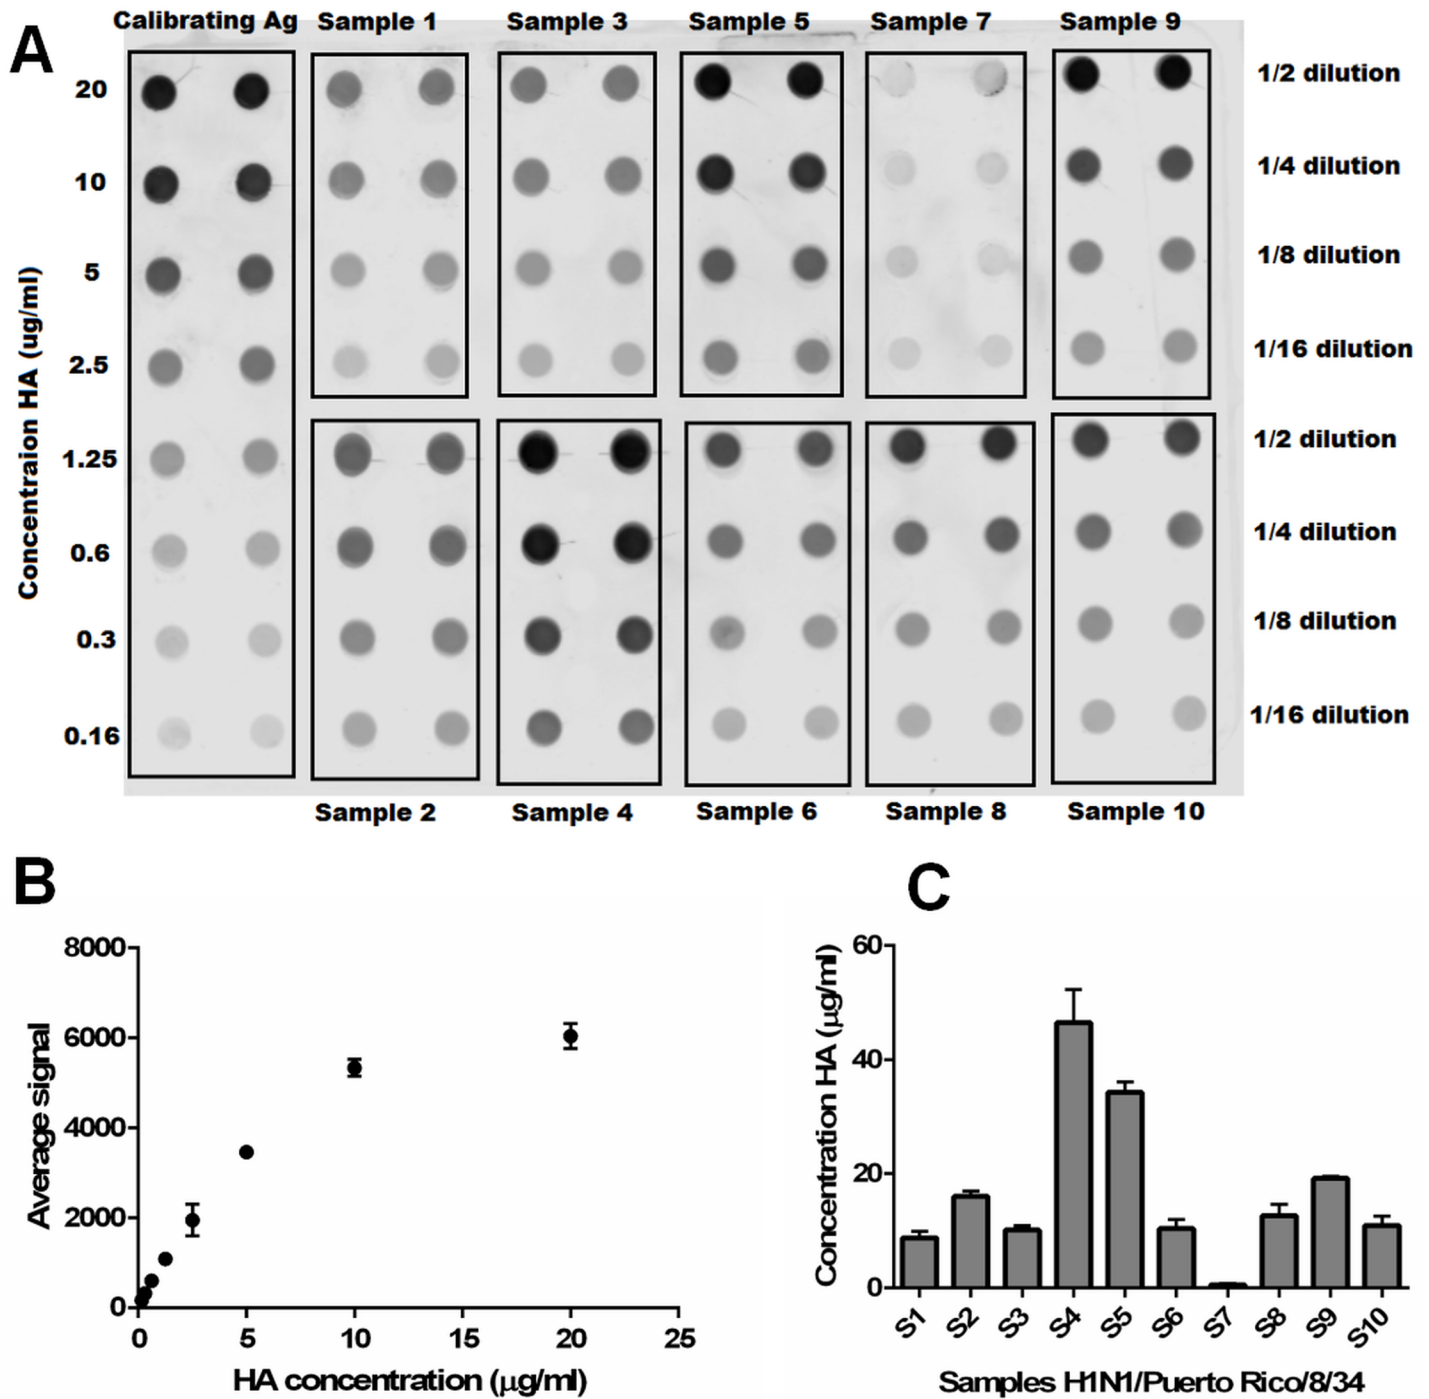 A
Calibrating Ag Sample 1 Sample 3 Sample 5 Sample 7 Sample 9
Concentraion HA (ug/ml)
20
10
5
2.5
1.25
0.6
0.3
0.16
1/2 dilution
1/4 dilution
1/8 dilution
1/16 dilution
1/2 dilution
1/4 dilution
1/8 dilution
1/16 dilution
Sample 2 Sample 4 Sample 6 Sample 8 Sample 10
B
Average signal
8000
6000
4000
2000
0
0 5 10 15 20 25
HA concentration (μg/ml)
C
Concentration HA (μg/ml)
60
40
20
0
S1 S2 S3 S4 S5 S6 S7 S8 S9 S10
Samples H1N1/Puerto Rico/8/34